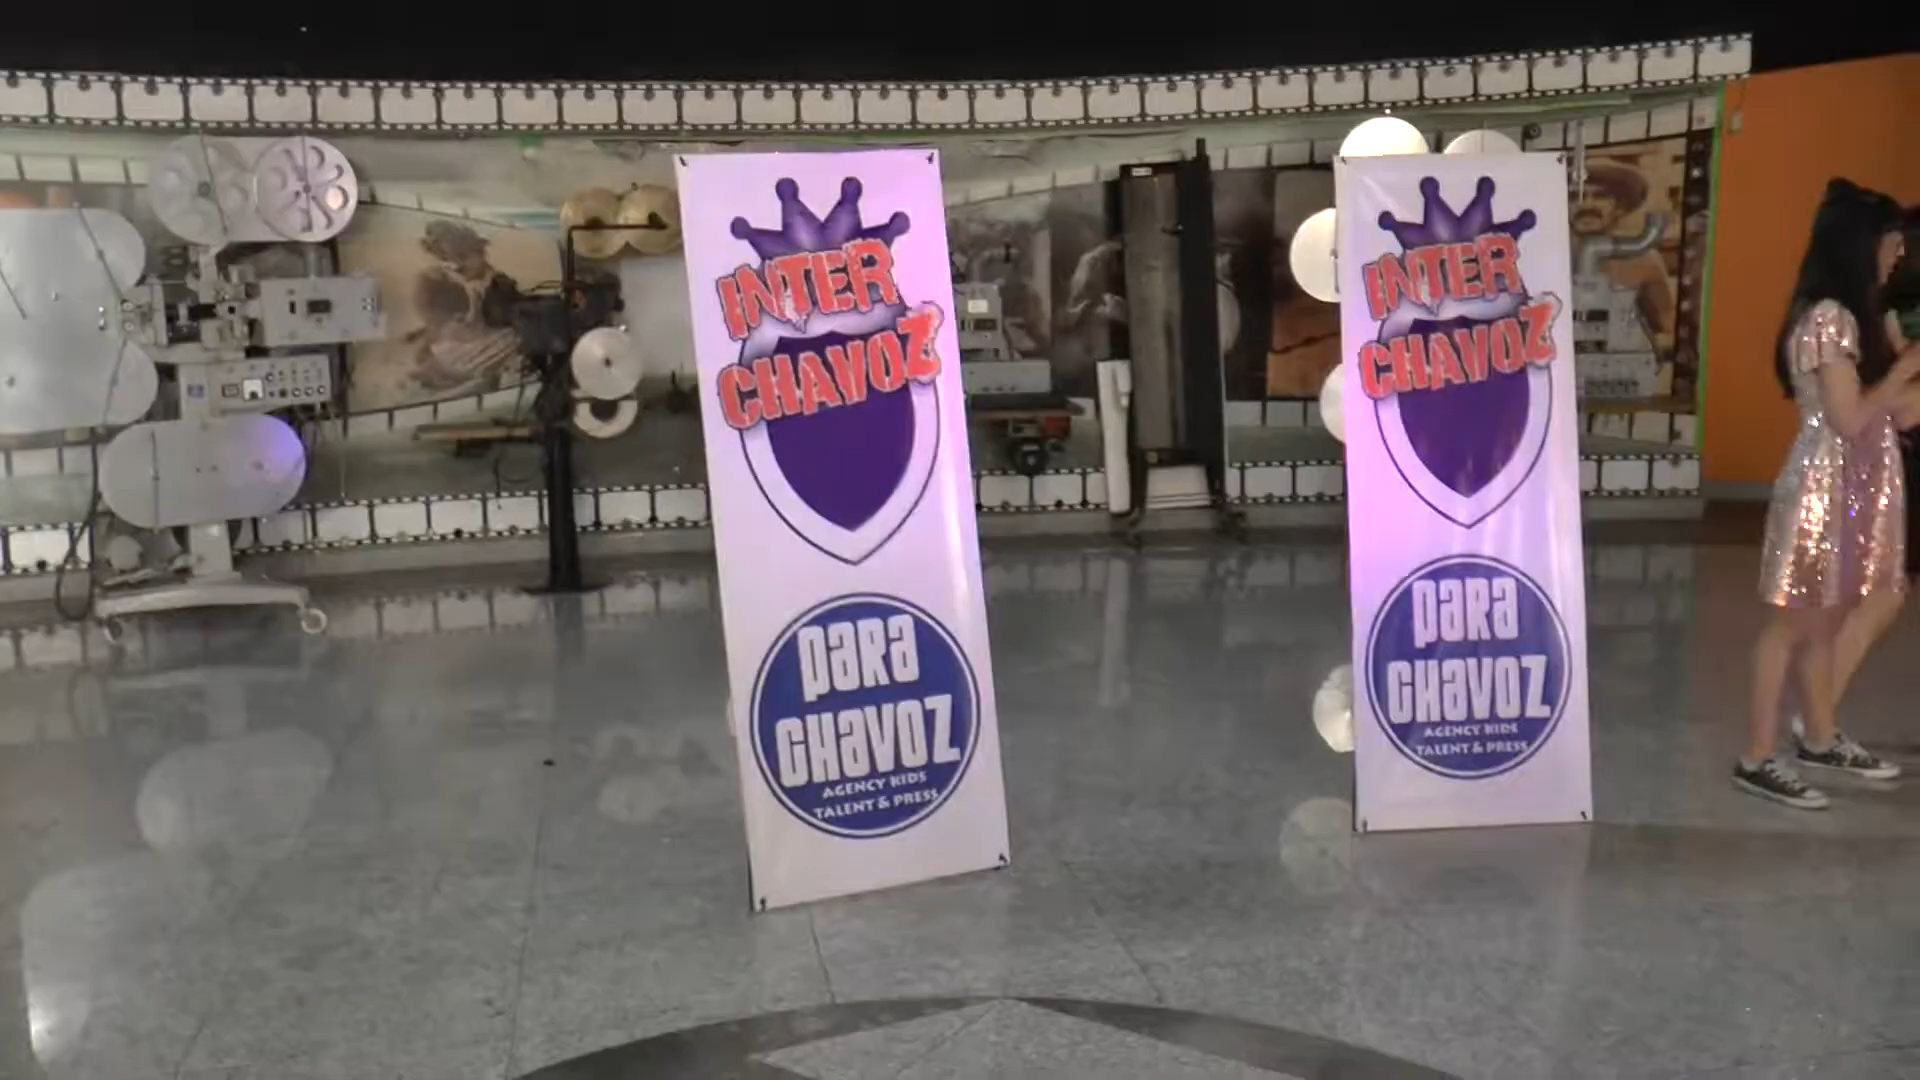 INTER
CHAVOZ
PARA
CHAVOZ
AGENCY KIDS
TALENT & PRESS
INTER
CHAVOZ
PARA
CHAVOZ
AGENCY KIDS
TALENT & PRESS